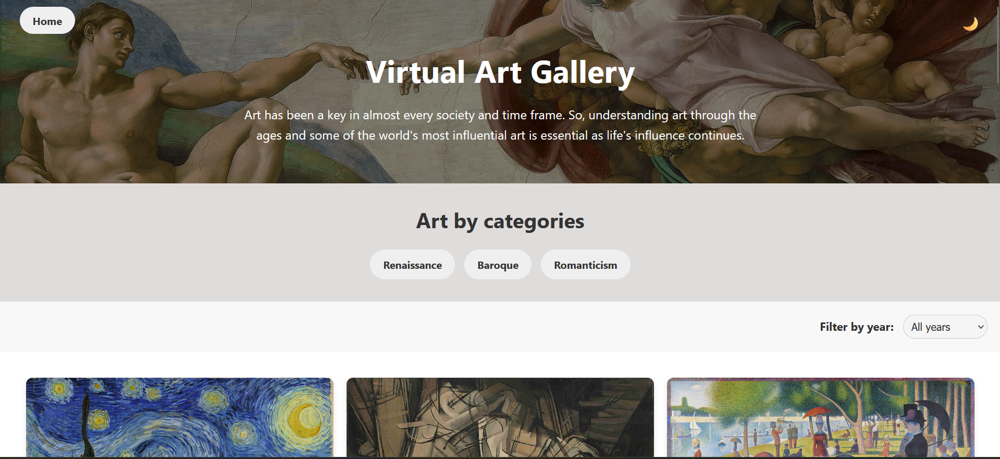 Home
Virtual Art Gallery
Art has been a key in almost every society and time frame. So, understanding art through the
ages and some of the world's most influential art is essential as life's influence continues.
Art by categories
Renaissance
Baroque
Romanticism
Filter by year:
All years